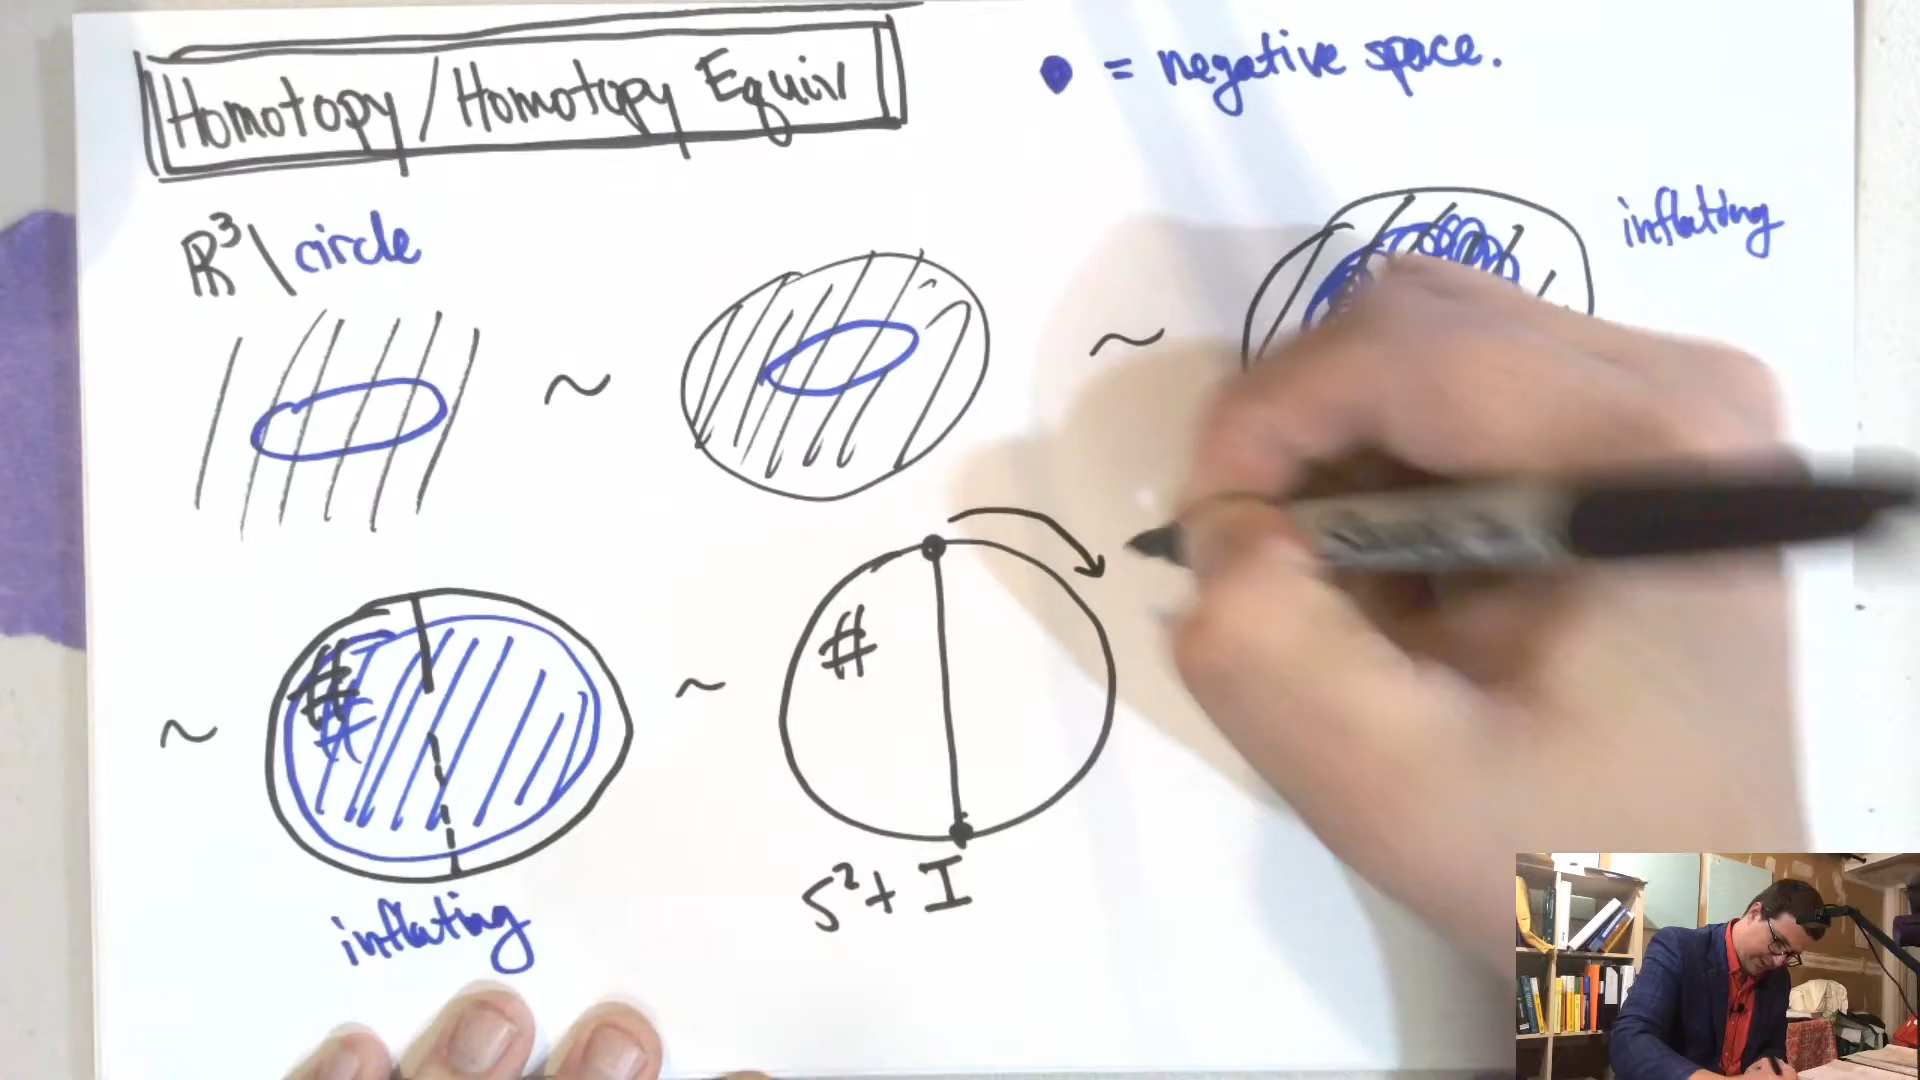 Homotopy / Homotopy Equiv
= negative space.
ℝ³ \ circle
~
~
inflating
~
inflating
~
S² + I